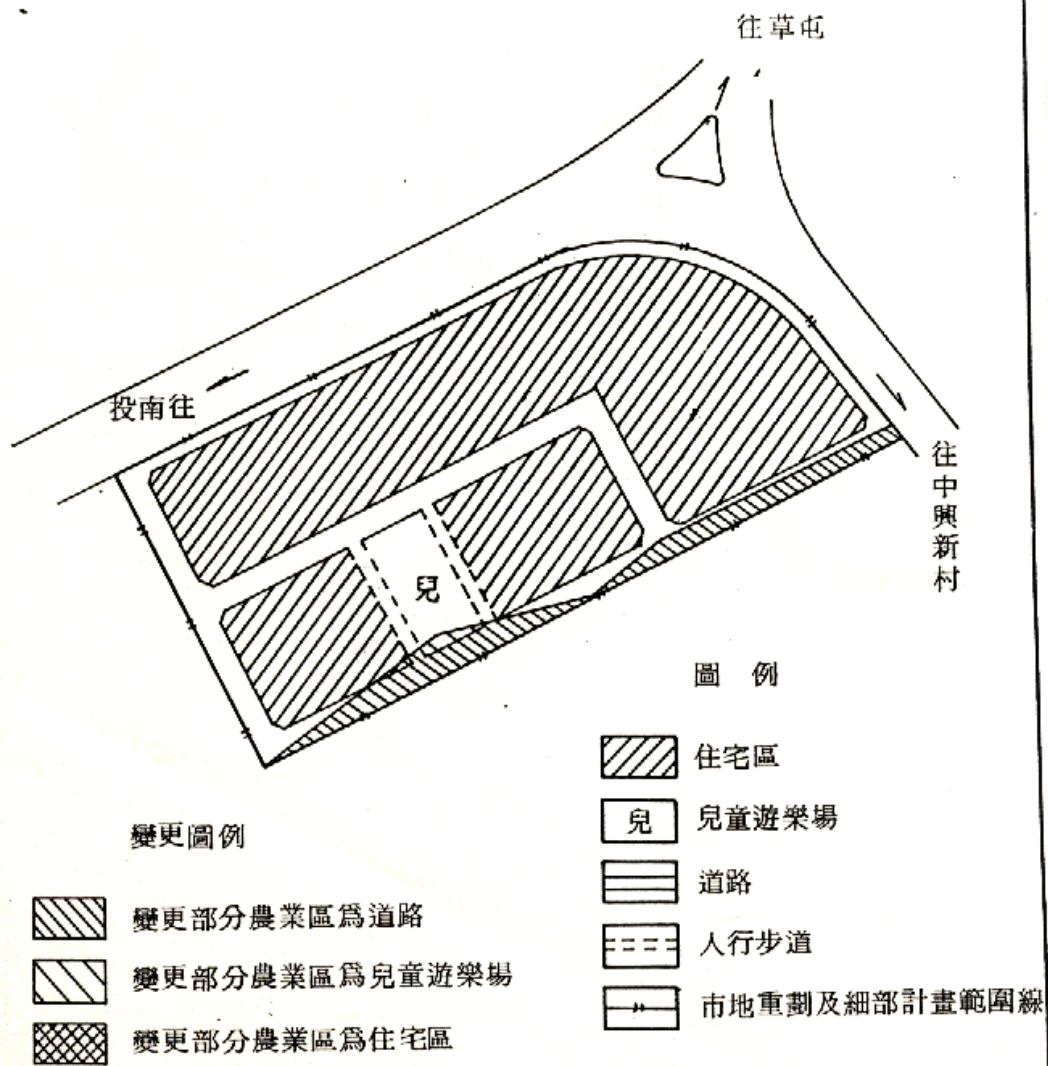 往草屯
投南往
往中興新村
兒
圖 例
住宅區
兒 兒童遊樂場
道路
人行步道
市地重劃及細部計畫範圍線
變更圖例
變更部分農業區爲道路
變更部分農業區爲兒童遊樂場
變更部分農業區爲住宅區